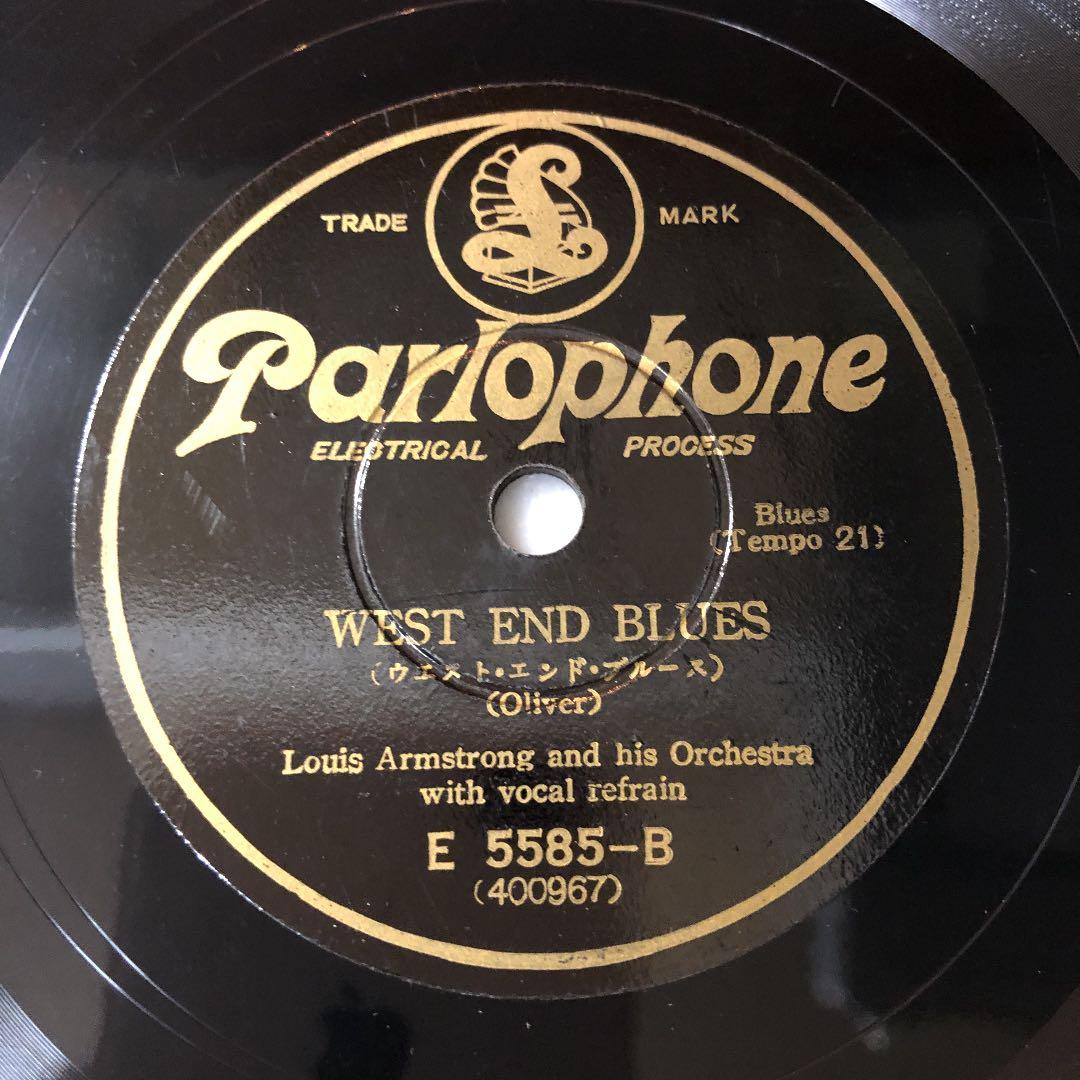 TRADE MARK
Parlophone
ELECTRICAL PROCESS
Blues
(Tempo 21)
WEST END BLUES
(ウエスト・エンド・ブルース)
(Oliver)
Louis Armstrong and his Orchestra
with vocal refrain
E 5585-B
(400967)